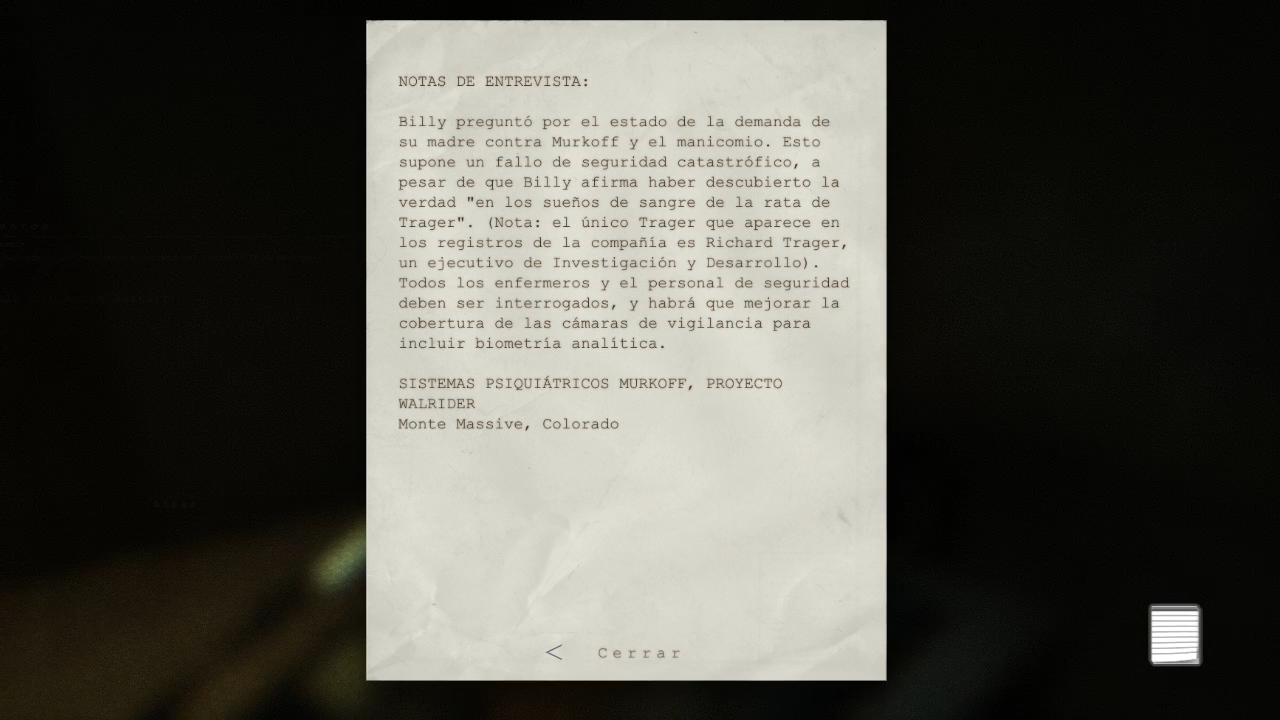 NOTAS DE ENTREVISTA:
Billy preguntó por el estado de la demanda de
su madre contra Murkoff y el manicomio. Esto
supone un fallo de seguridad catastrófico, a
pesar de que Billy afirma haber descubierto la
verdad "en los sueños de sangre de la rata de
Trager". (Nota: el único Trager que aparece en
los registros de la compañía es Richard Trager,
un ejecutivo de Investigación y Desarrollo).
Todos los enfermeros y el personal de seguridad
deben ser interrogados, y habrá que mejorar la
cobertura de las cámaras de vigilancia para
incluir biometría analítica.
SISTEMAS PSIQUIÁTRICOS MURKOFF, PROYECTO
WALRIDER
Monte Massive, Colorado
< Cerrar